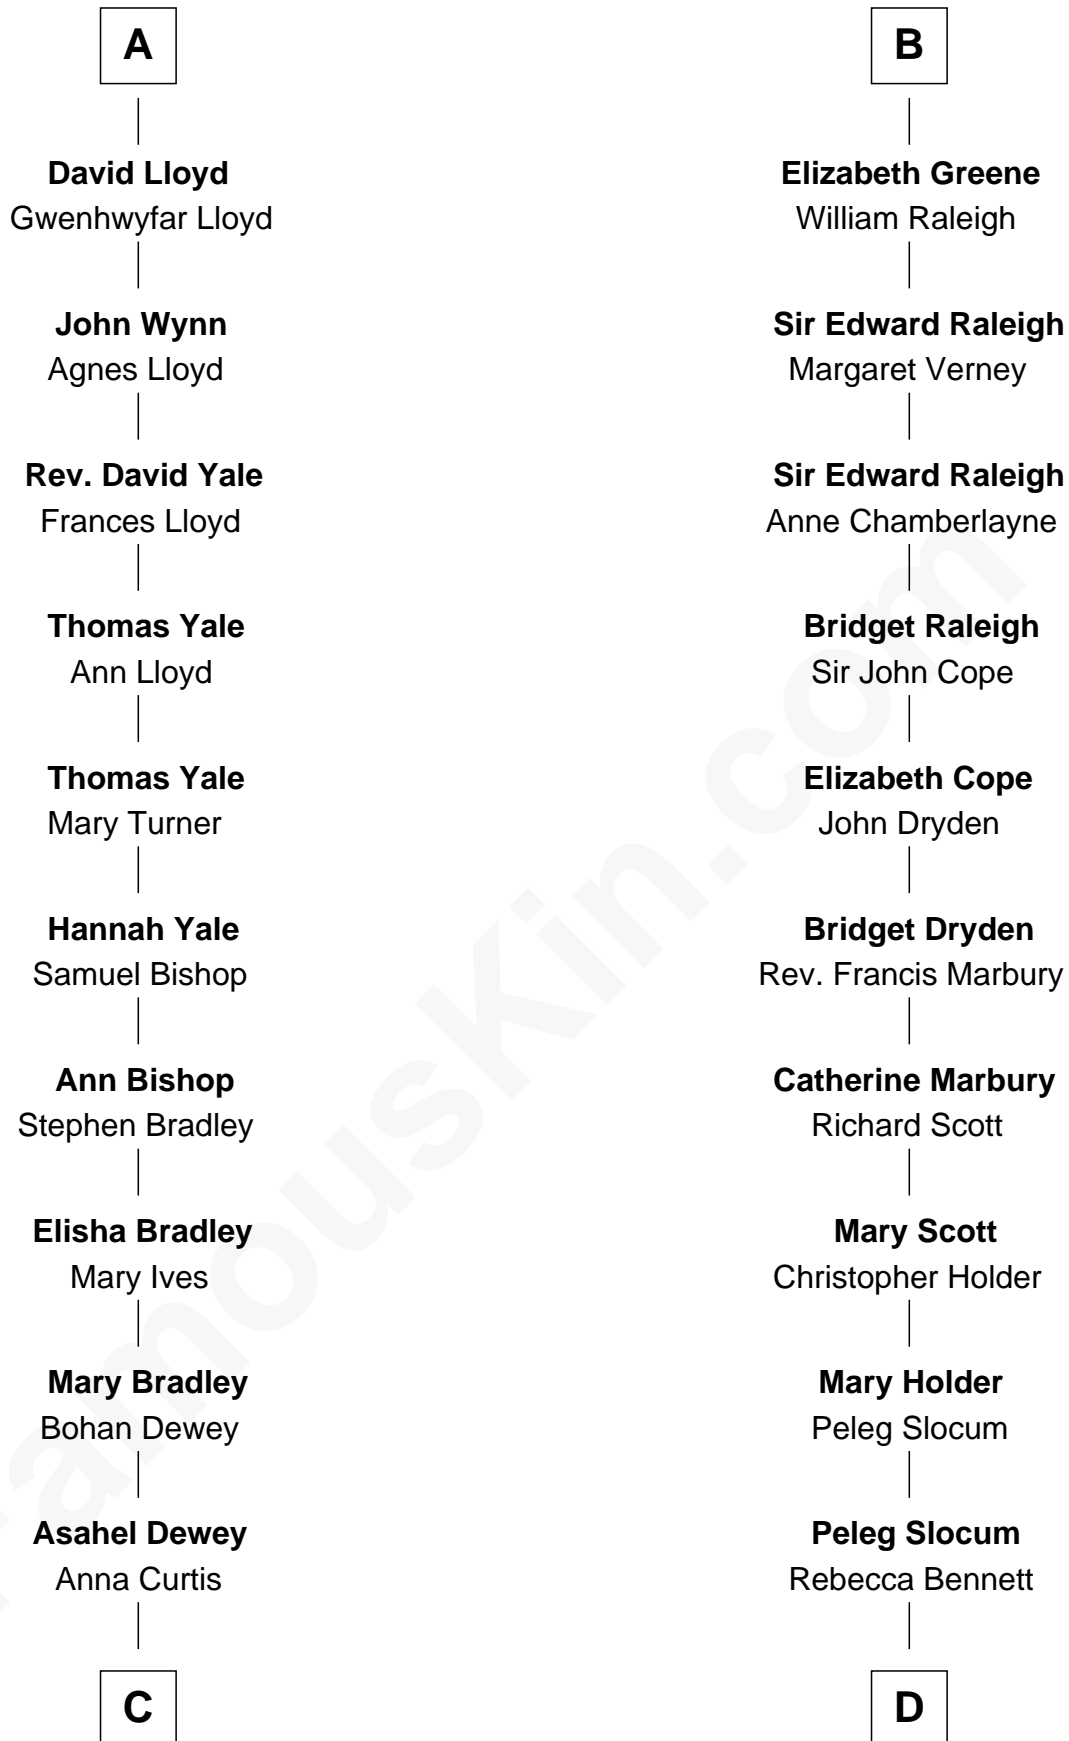 A
David Lloyd
Gwenhwyfar Lloyd
John Wynn
Agnes Lloyd
Rev. David Yale
Frances Lloyd
Thomas Yale
Ann Lloyd
Thomas Yale
Mary Turner
Hannah Yale
Samuel Bishop
Ann Bishop
Stephen Bradley
Elisha Bradley
Mary Ives
Mary Bradley
Bohan Dewey
Asahel Dewey
Anna Curtis
C
B
Elizabeth Greene
William Raleigh
Sir Edward Raleigh
Margaret Verney
Sir Edward Raleigh
Anne Chamberlayne
Bridget Raleigh
Sir John Cope
Elizabeth Cope
John Dryden
Bridget Dryden
Rev. Francis Marbury
Catherine Marbury
Richard Scott
Mary Scott
Christopher Holder
Mary Holder
Peleg Slocum
Peleg Slocum
Rebecca Bennett
D
FamousKin.com